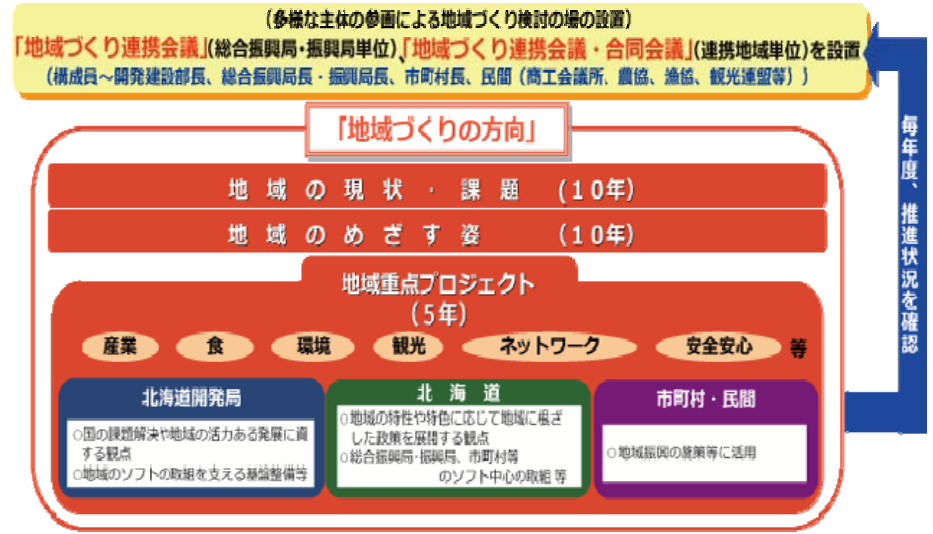 (多様な主体の参画による地域づくり検討の場の設置)
「地域づくり連携会議」(総合振興局・振興局単位)、「地域づくり連携会議・合同会議」(連携地域単位)を設置
(構成員～開発建設部長、総合振興局長・振興局長、市町村長、民間(商工会議所、農協、漁協、観光連盟等))
「地域づくりの方向」
地域の現状・課題 (10年)
地域のめざす姿 (10年)
地域重点プロジェクト
(5年)
産業 食 環境 観光 ネットワーク 安全安心 等
北海道開発局
○国の課題解決や地域の活力ある発展に資
する観点
○地域のソフトの取組を支える基盤整備等
北海道
○地域の特性や特色に応じて地域に根ざ
した政策を展開する観点
○総合振興局・振興局、市町村等
のソフト中心の取組 等
市町村・民間
○地域振興の施策等に活用
毎年度、推進状況を確認